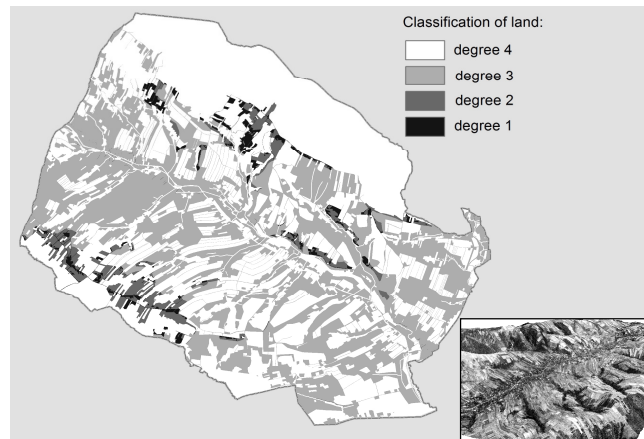 Classification of land:
degree 4
degree 3
degree 2
degree 1